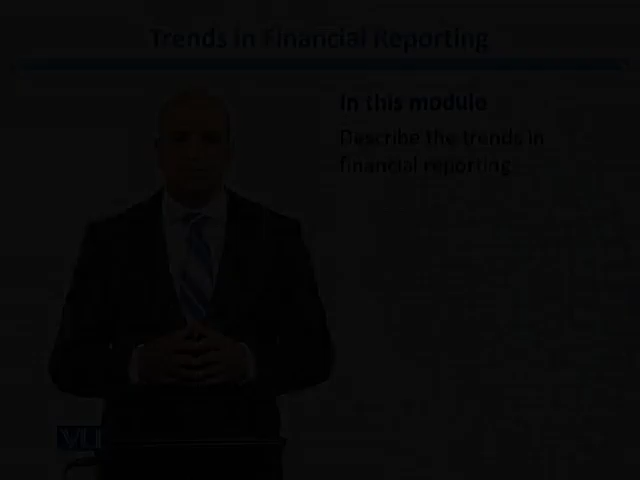 Trends in Financial Reporting
In this module
Describe the trends in
financial reporting